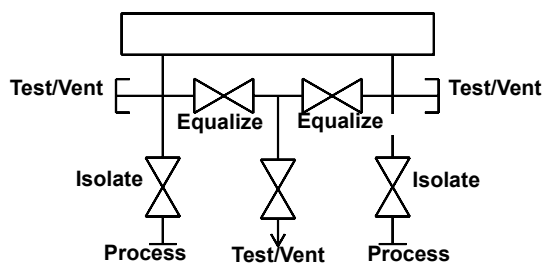 Test/Vent
Test/Vent
Equalize
Equalize
Isolate
Isolate
Process
Test/Vent
Process